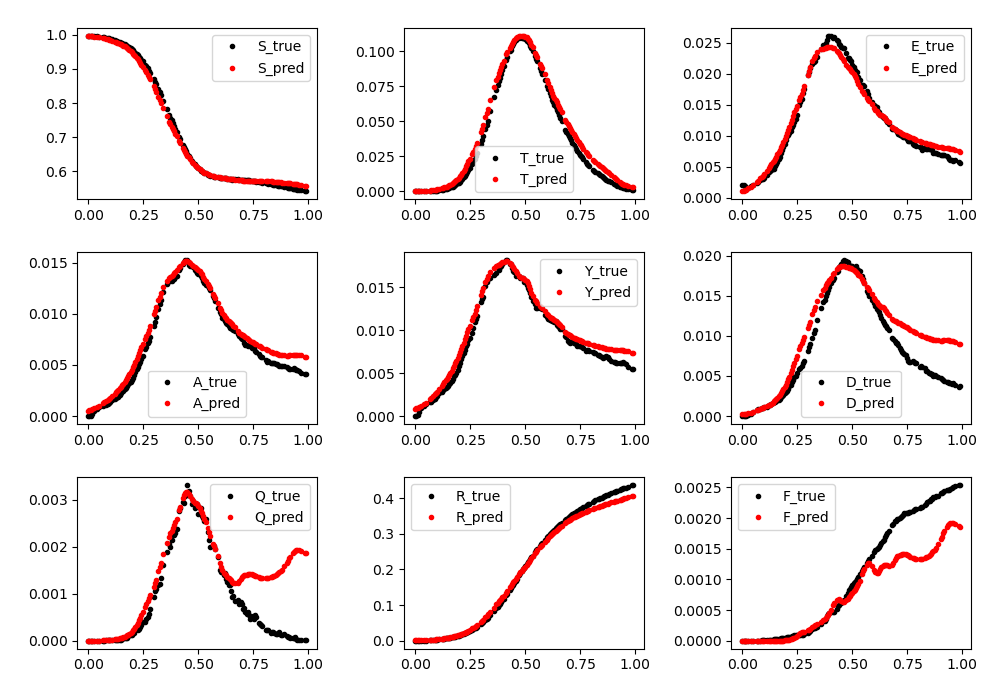 1.0
0.9
0.8
0.7
0.6
S_true
S_pred
0.00 0.25 0.50 0.75 1.00
0.100
0.075
0.050
0.025
0.000
T_true
T_pred
0.00 0.25 0.50 0.75 1.00
0.025
0.020
0.015
0.010
0.005
0.000
E_true
E_pred
0.00 0.25 0.50 0.75 1.00
0.015
0.010
0.005
0.000
A_true
A_pred
0.00 0.25 0.50 0.75 1.00
0.015
0.010
0.005
0.000
Y_true
Y_pred
0.00 0.25 0.50 0.75 1.00
0.020
0.015
0.010
0.005
0.000
D_true
D_pred
0.00 0.25 0.50 0.75 1.00
0.003
0.002
0.001
0.000
Q_true
Q_pred
0.00 0.25 0.50 0.75 1.00
0.4
0.3
0.2
0.1
0.0
R_true
R_pred
0.00 0.25 0.50 0.75 1.00
0.0025
0.0020
0.0015
0.0010
0.0005
0.0000
F_true
F_pred
0.00 0.25 0.50 0.75 1.00